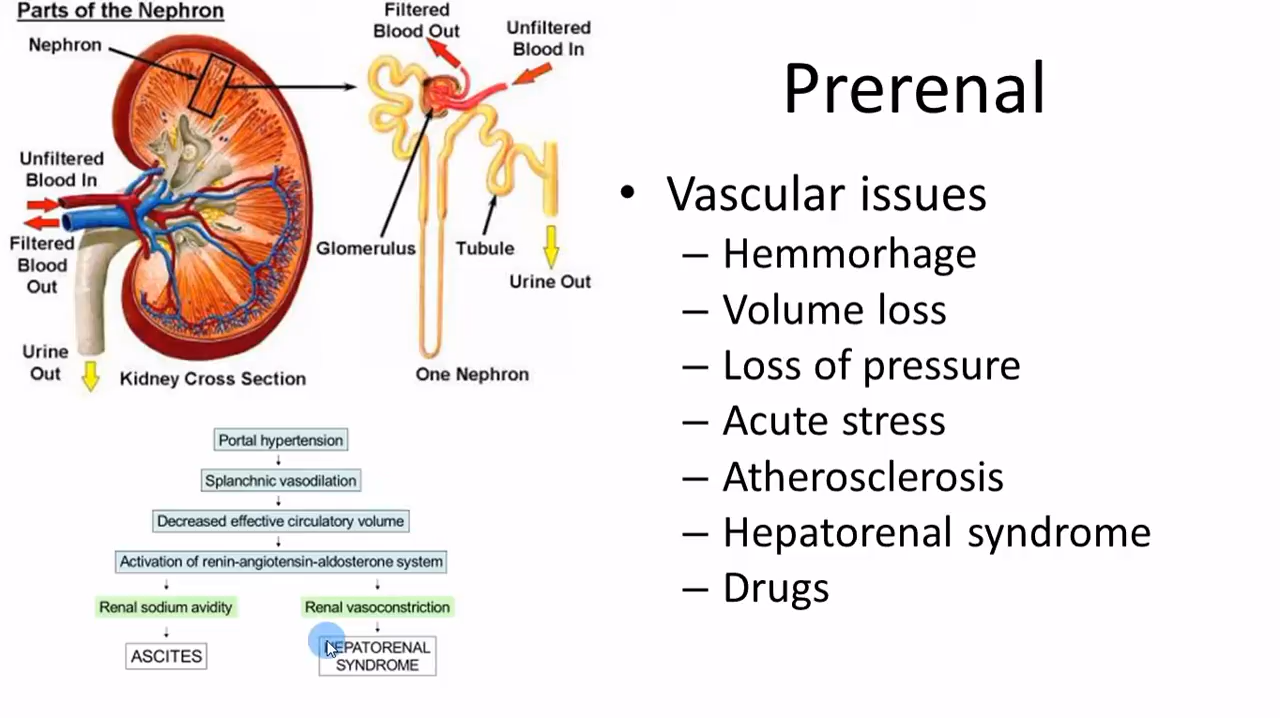 Parts of the Nephron
Nephron
Filtered
Blood Out
Unfiltered
Blood In
Unfiltered
Blood In
Filtered
Blood
Out
Urine
Out
Kidney Cross Section
Glomerulus
Tubule
Urine Out
One Nephron
Portal hypertension
Splanchnic vasodilation
Decreased effective circulatory volume
Activation of renin-angiotensin-aldosterone system
Renal sodium avidity
Renal vasoconstriction
ASCITES
HEPATORENAL
SYNDROME
Prerenal
• Vascular issues
– Hemmorhage
– Volume loss
– Loss of pressure
– Acute stress
– Atherosclerosis
– Hepatorenal syndrome
– Drugs